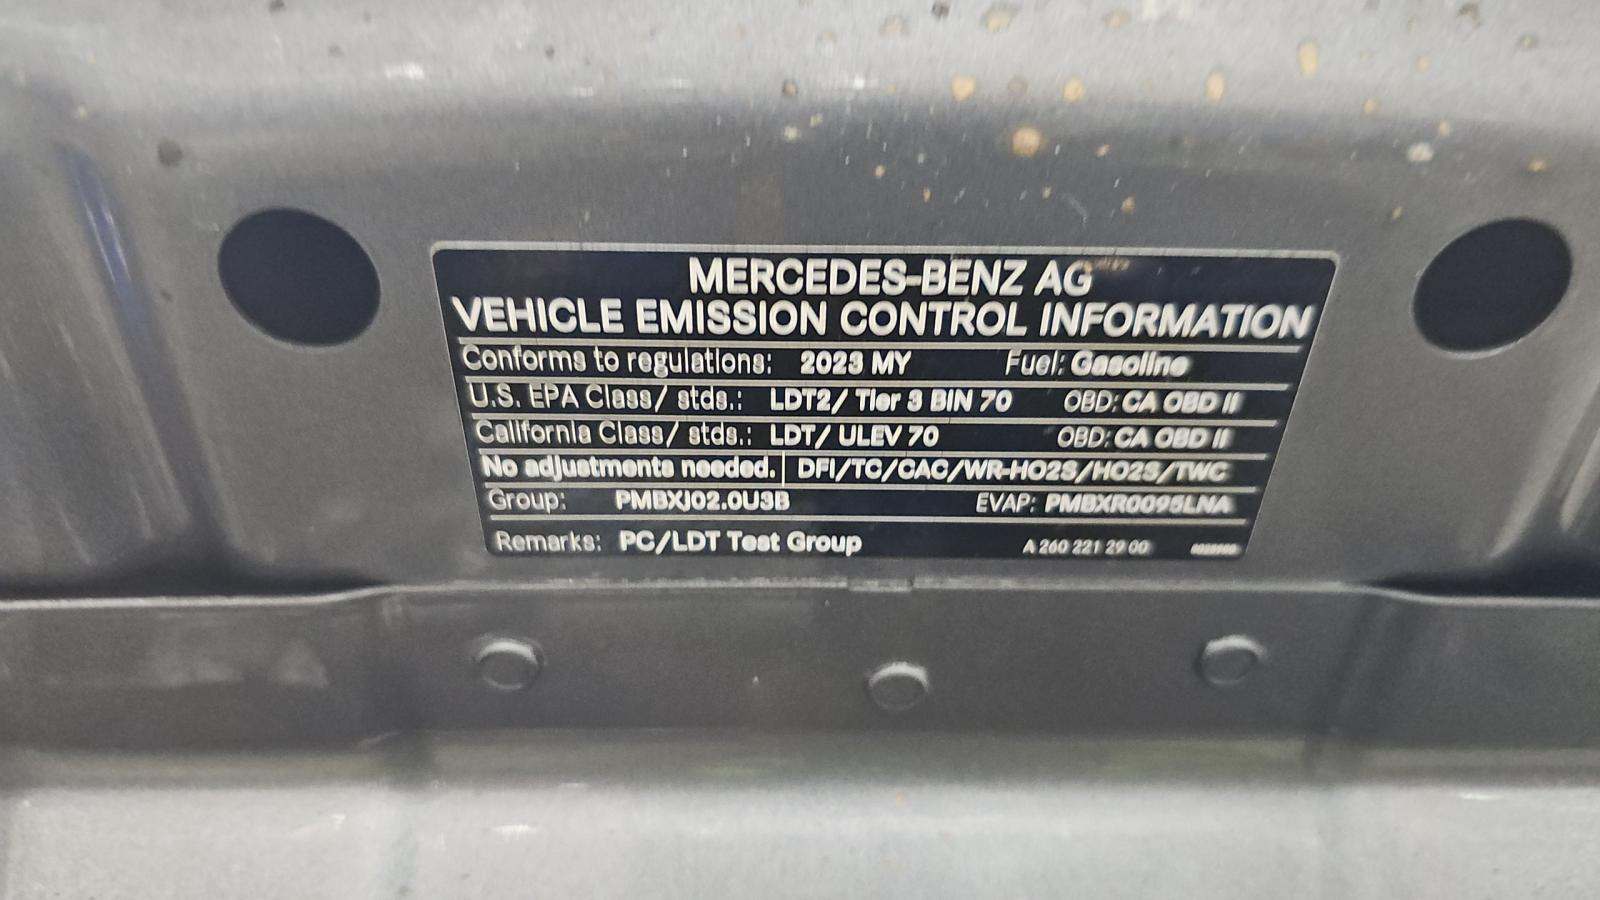 MERCEDES-BENZ AG
VEHICLE EMISSION CONTROL INFORMATION
Conforms to regulations: 2023 MY Fuel: Gasoline
U.S. EPA Class/ stds.: LDT2/ Tier 3 BIN 70 OBD: CA OBD II
California Class/ stds.: LDT/ ULEV 70 OBD: CA OBD II
No adjustments needed. DFI/TC/CAC/WR-HO2S/HO2S/TWC
Group: PMBXJ02.0U3B EVAP: PMBXR0095LNA
Remarks: PC/LDT Test Group A 260 221 29 00